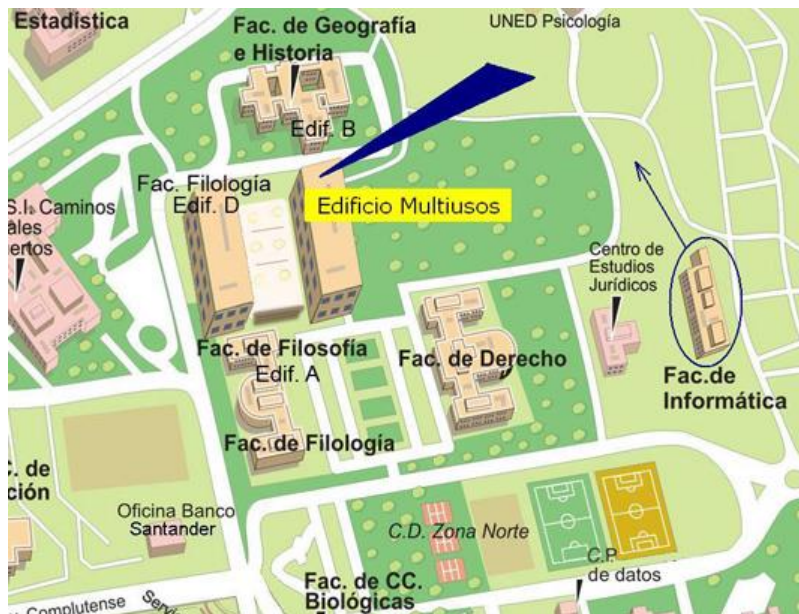 Estadística
Fac. de Geografía
e Historia
UNED Psicología
Edif. B
Fac. Filología
Edif. D
Edificio Multiusos
S.I. Caminos
ales
ertos
Centro de
Estudios
Jurídicos
Fac. de Filosofía
Edif. A
Fac. de Derecho
Fac.de
Informática
Fac. de Filología
C. de
ción
Oficina Banco
Santander
C.D. Zona Norte
C.P.
de datos
Fac. de CC.
Biológicas
Complutense